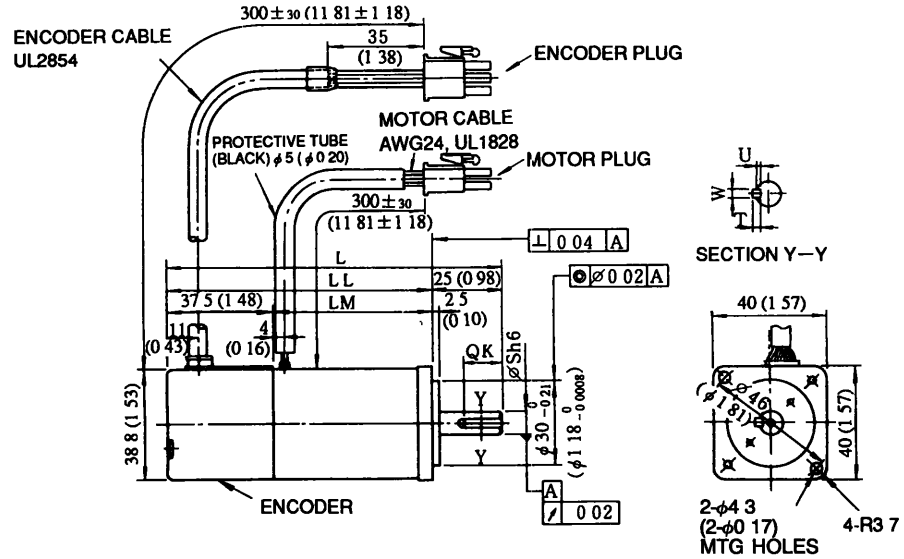 300±30 (11 81±1 18)
ENCODER CABLE
UL2854
35
(1 38)
ENCODER PLUG
MOTOR CABLE
AWG24, UL1828
PROTECTIVE TUBE
(BLACK) φ5 (φ0 20)
MOTOR PLUG
300±30
(11 81±1 18)
U
W
T
SECTION Y–Y
⊥ 0 04 A
L
◎ ⌀0 02 A
LL
25 (0 98)
37 5 (1 48)
LM
2 5
(0 10)
11
(0 43)
4
(0 16)
QK
⌀Sh6
40 (1 57)
38 8 (1 53)
Y
Y
φ30 0 -0.21
(φ1 18 0 -0 0008)
⌀46
(φ1 81)
40 (1 57)
A
↗ 0 02
ENCODER
2-φ4 3
(2-φ0 17)
MTG HOLES
4-R3 7